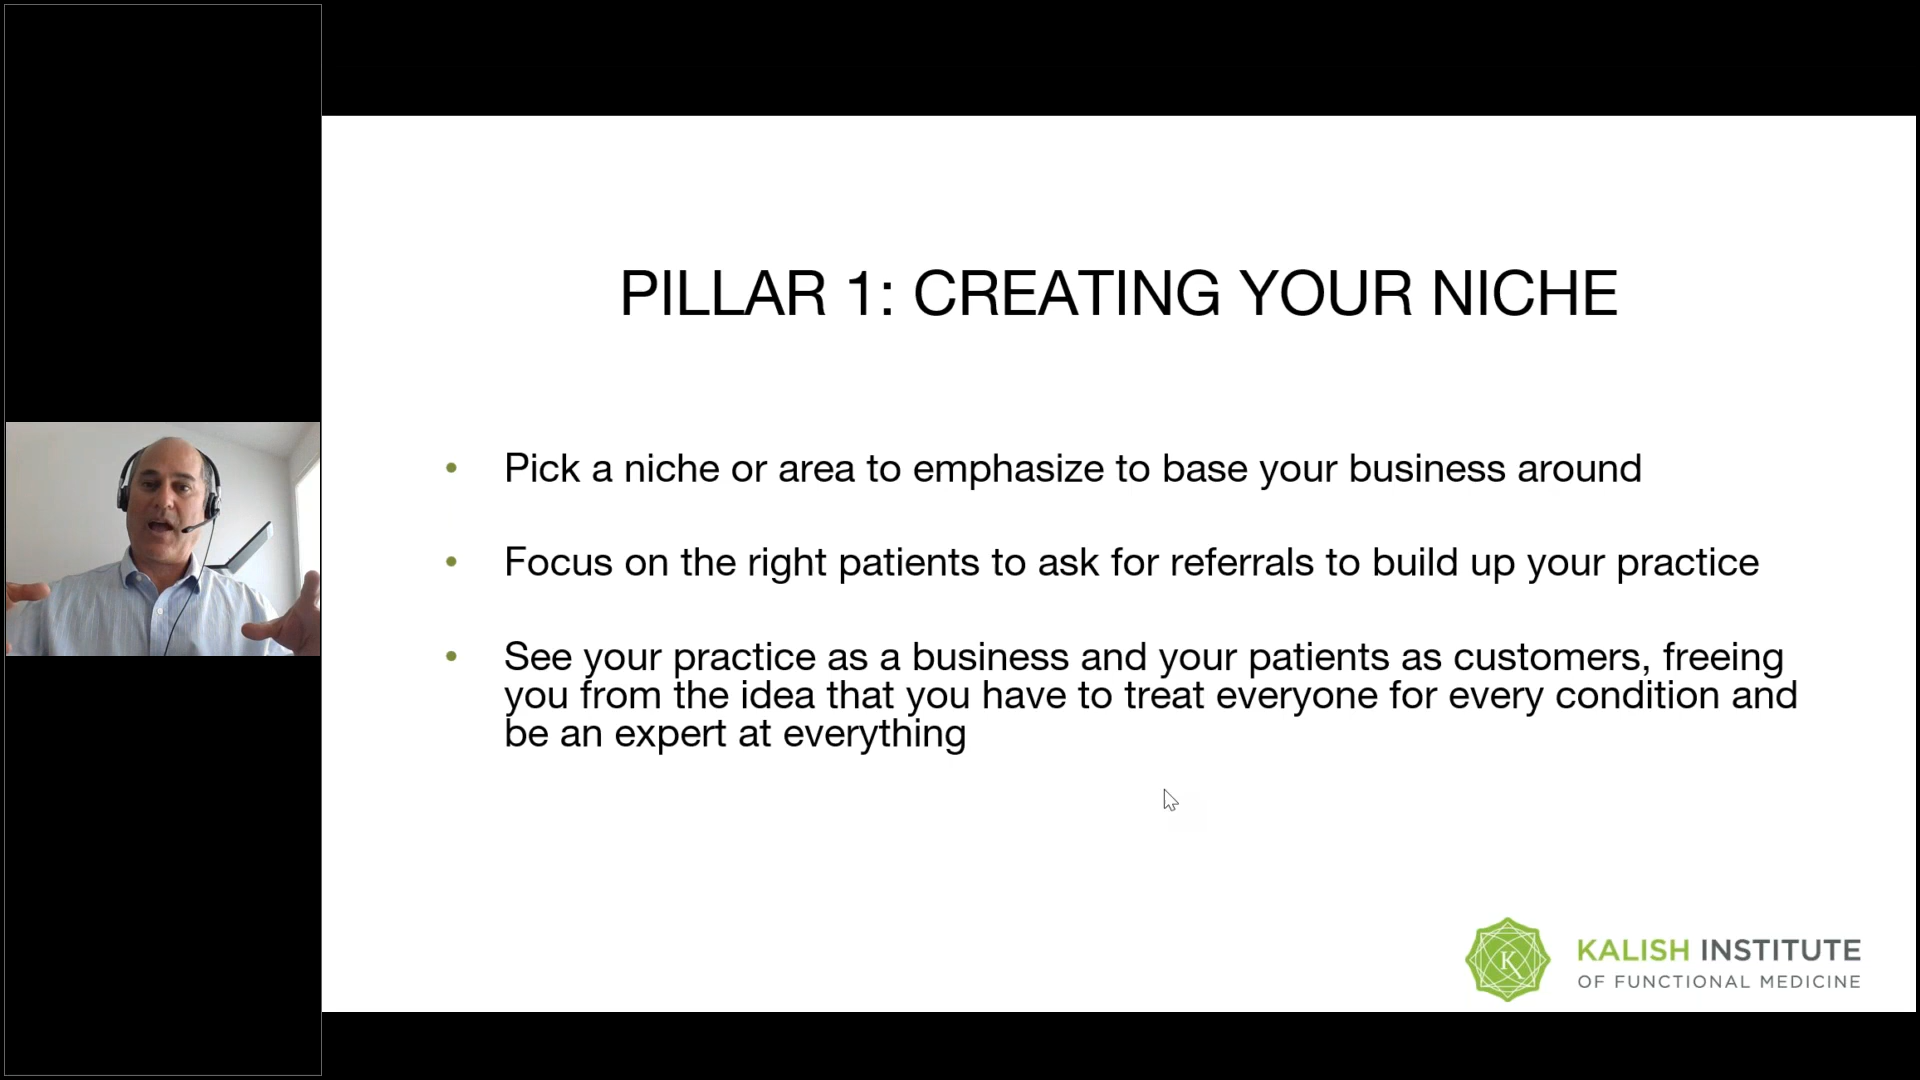 PILLAR 1: CREATING YOUR NICHE
• Pick a niche or area to emphasize to base your business around
• Focus on the right patients to ask for referrals to build up your practice
• See your practice as a business and your patients as customers, freeing
you from the idea that you have to treat everyone for every condition and
be an expert at everything
K
KALISH INSTITUTE
OF FUNCTIONAL MEDICINE